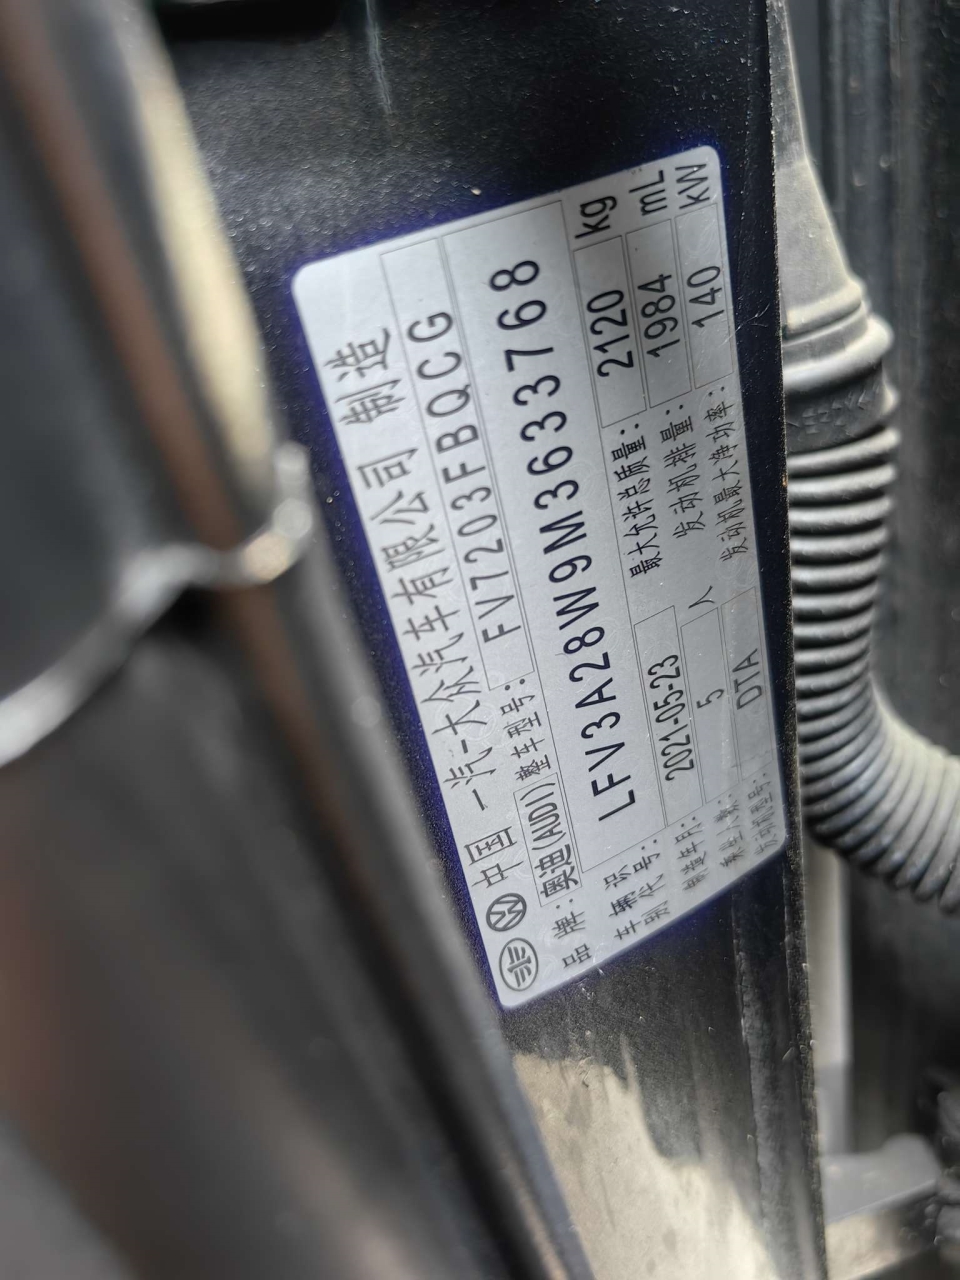 中国 一汽-大众汽车有限公司 制造
品牌: 奥迪(AUDI) 整车型号: FV7203FBQCG
车辆识别代号: LFV3A28W9M3633768
制造年月: 2021-05-23 最大允许总质量: 2120 kg
乘坐人数: 5 人 发动机排量: 1984 mL
发动机型号: DTA 发动机最大净功率: 140 kW